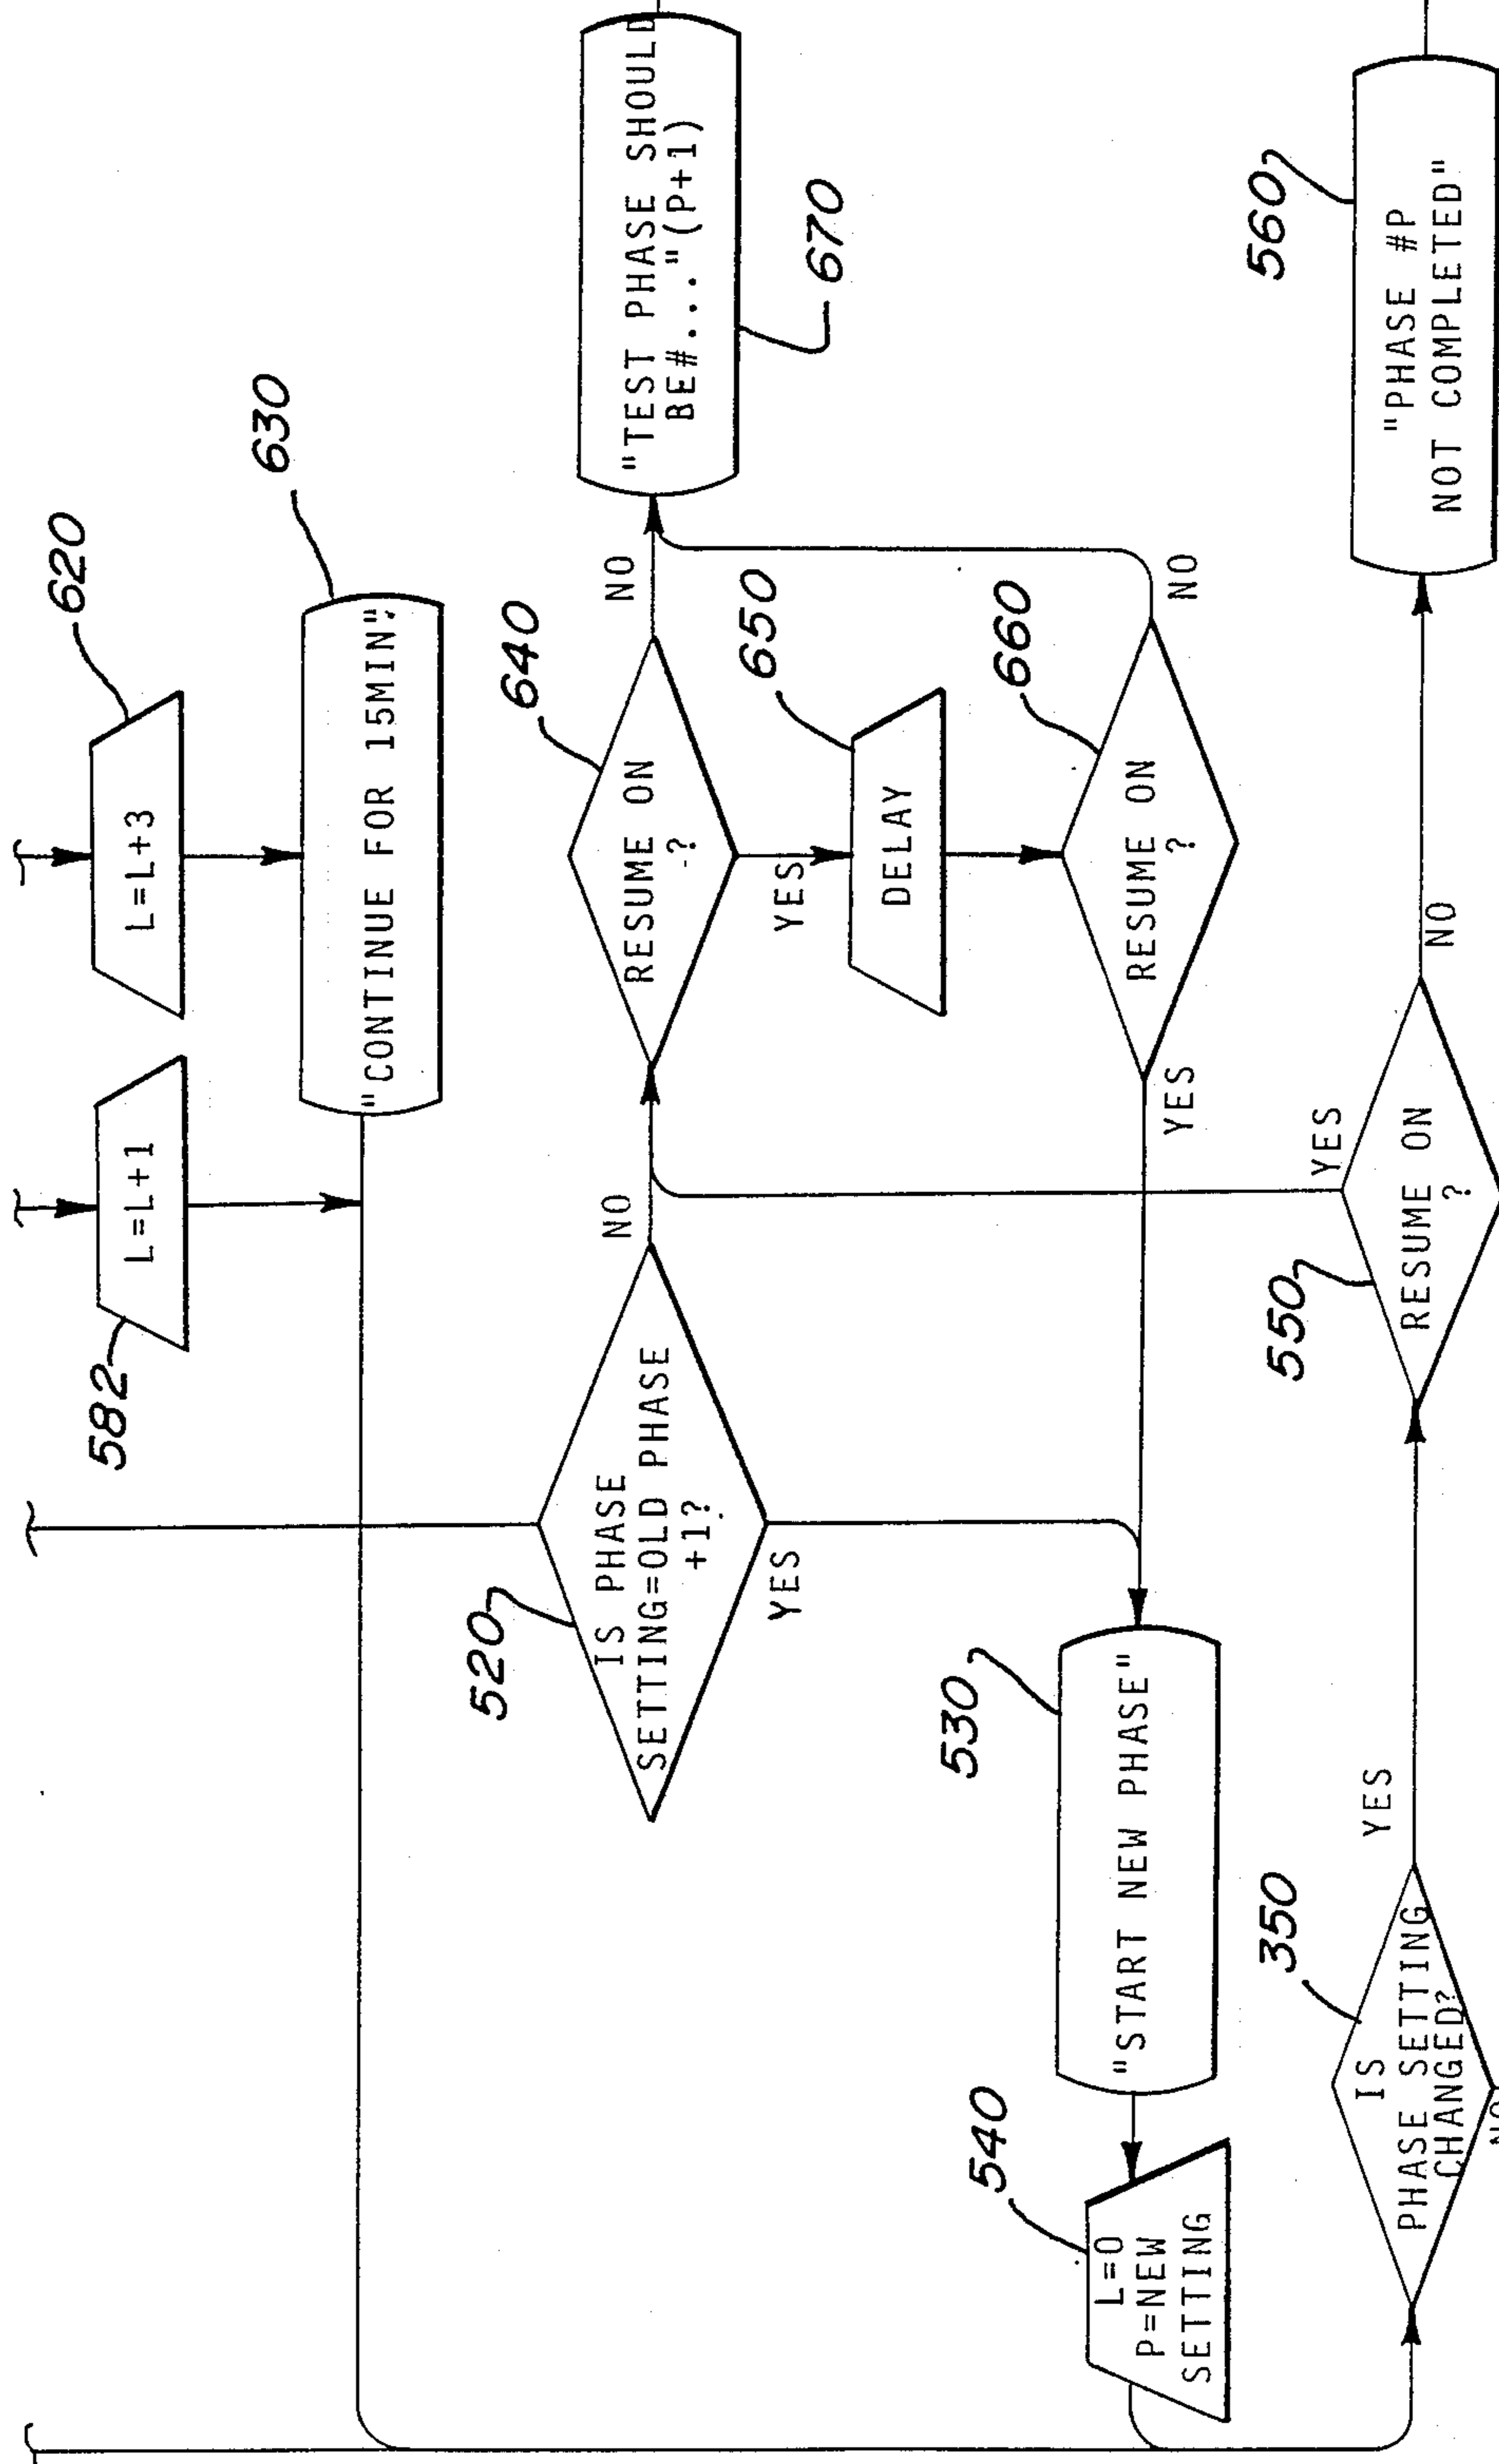 582
L=L+1
620
L=L+3
630
"CONTINUE FOR 15MIN"
520
IS PHASE
SETTING=OLD PHASE
+1?
NO
YES
640
RESUME ON
?
NO
YES
"TEST PHASE SHOULD
BE#..."(P+1)
670
650
DELAY
660
RESUME ON
?
NO
YES
530
"START NEW PHASE"
540
L=0
P=NEW
SETTING
350
IS
PHASE SETTING
CHANGED?
YES
NO
550
RESUME ON
?
YES
NO
560
"PHASE #P
NOT COMPLETED"